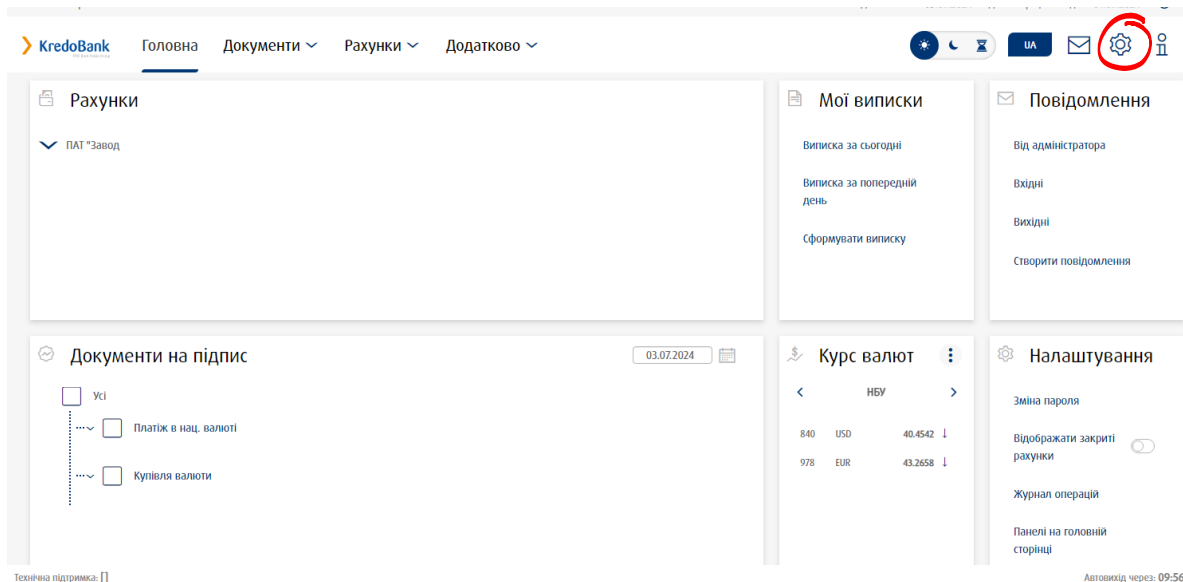 KredoBank Головна Документи Рахунки Додатково UA
Рахунки
ПАТ "Завод
Мої виписки
Виписка за сьогодні
Виписка за попередній
день
Сформувати виписку
Повідомлення
Від адміністратора
Вхідні
Вихідні
Створити повідомлення
Документи на підпис 03.07.2024
Усі
Платіж в нац. валюті
Купівля валюти
Курс валют
НБУ
840 USD 40.4542 ↓
978 EUR 43.2658 ↓
Налаштування
Зміна пароля
Відображати закриті
рахунки
Журнал операцій
Панелі на головній
сторінці
Технічна підтримка: []
Автовихід через: 09:56